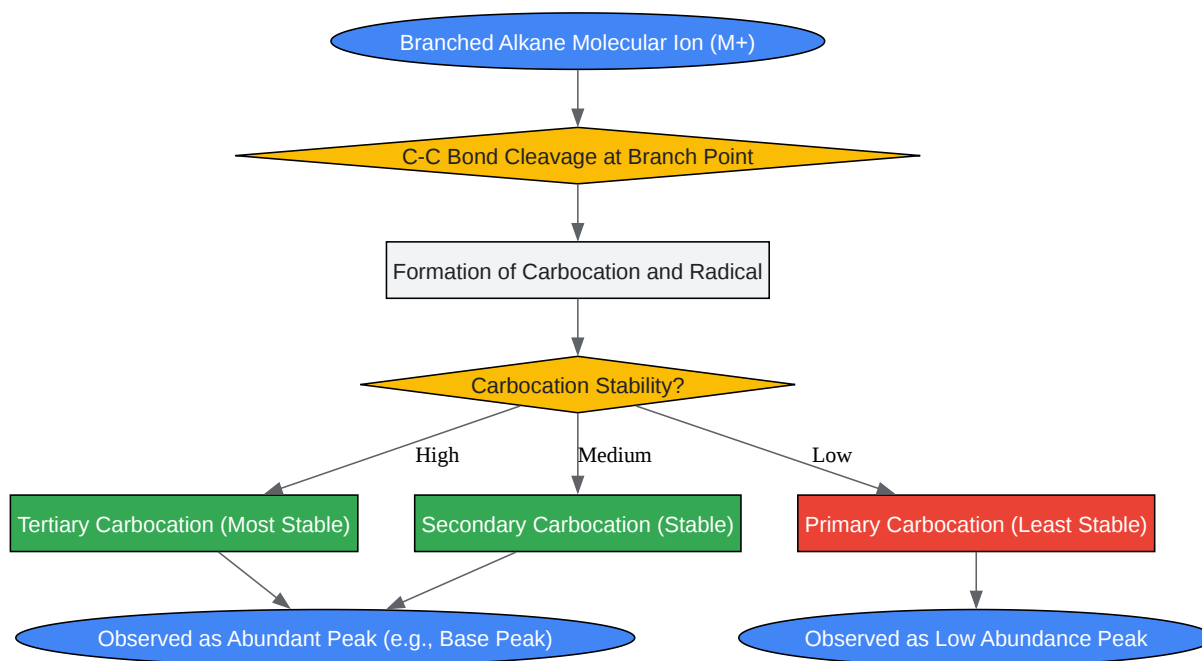 Branched Alkane Molecular Ion (M+)
C-C Bond Cleavage at Branch Point
Formation of Carbocation and Radical
Carbocation Stability?
High
Medium
Low
Tertiary Carbocation (Most Stable)
Secondary Carbocation (Stable)
Primary Carbocation (Least Stable)
Observed as Abundant Peak (e.g., Base Peak)
Observed as Low Abundance Peak